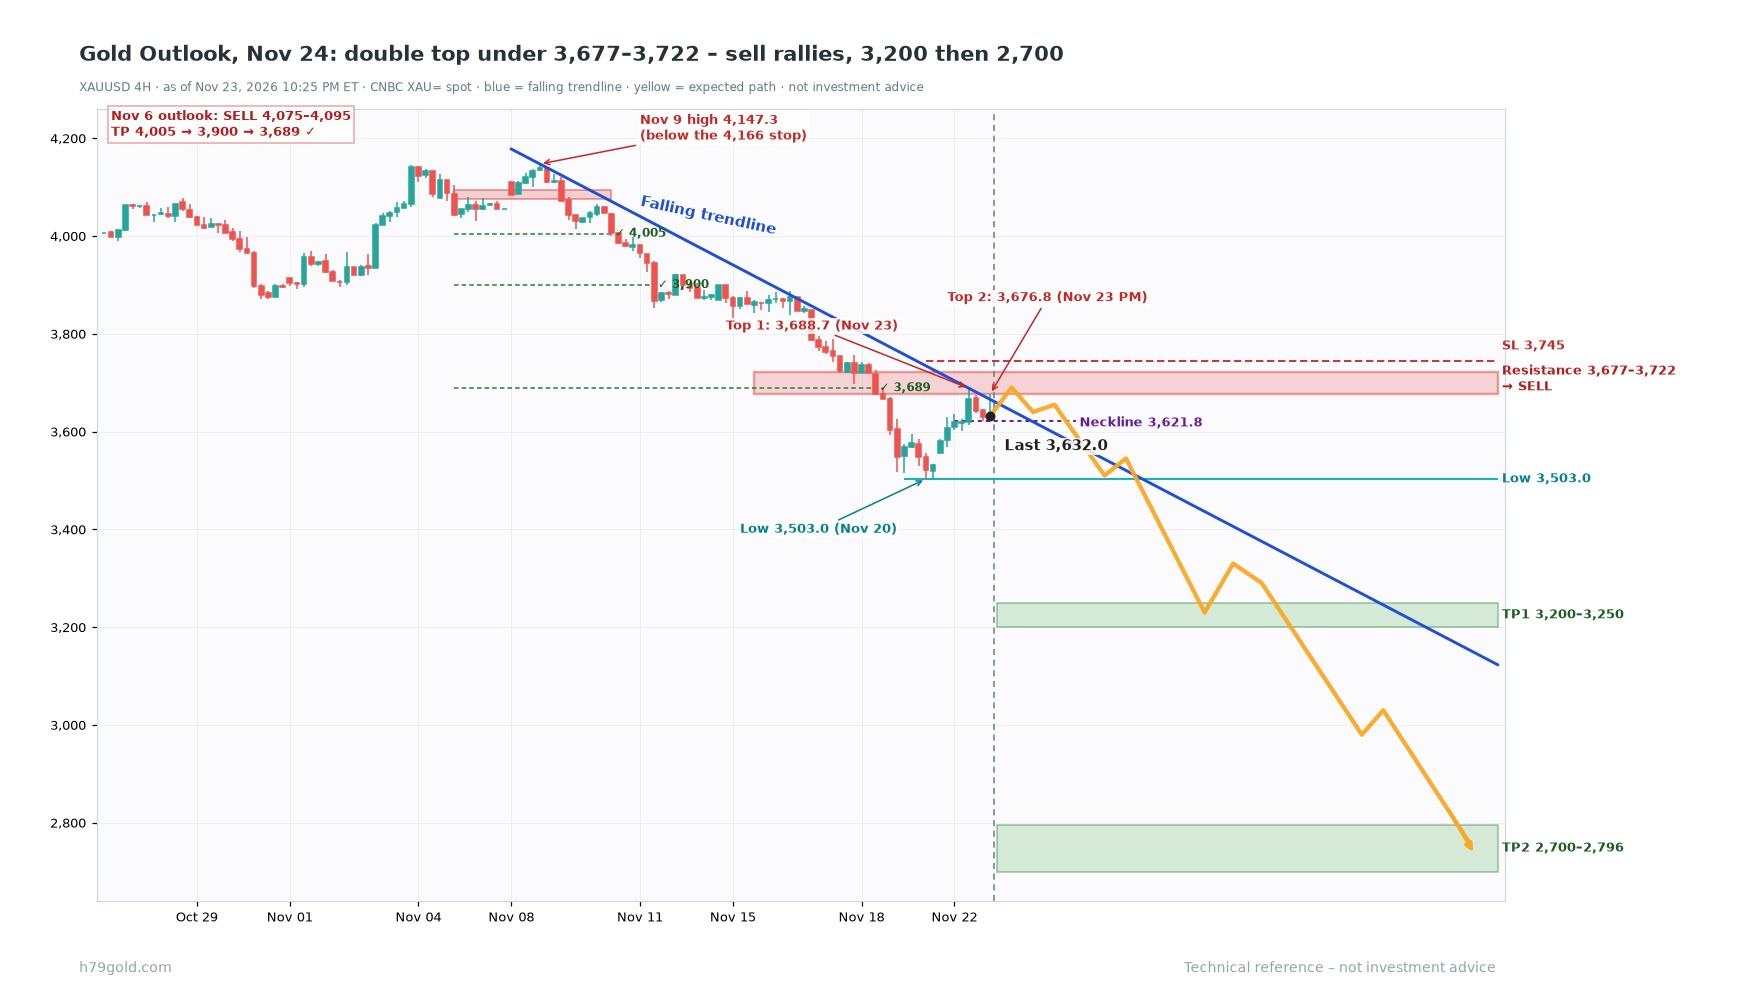 Gold Outlook, Nov 24: double top under 3,677–3,722 – sell rallies, 3,200 then 2,700
XAUUSD 4H · as of Nov 23, 2026 10:25 PM ET · CNBC XAU= spot · blue = falling trendline · yellow = expected path · not investment advice
Nov 6 outlook: SELL 4,075–4,095
TP 4,005 → 3,900 → 3,689 ✓
Nov 9 high 4,147.3
(below the 4,166 stop)
4,200
4,000
3,800
3,600
3,400
3,200
3,000
2,800
Falling trendline
✓ 4,005
✓ 3,900
✓ 3,689
Top 1: 3,688.7 (Nov 23)
Top 2: 3,676.8 (Nov 23 PM)
SL 3,745
Resistance 3,677–3,722
→ SELL
Neckline 3,621.8
Last 3,632.0
Low 3,503.0
Low 3,503.0 (Nov 20)
TP1 3,200–3,250
TP2 2,700–2,796
Oct 29
Nov 01
Nov 04
Nov 08
Nov 11
Nov 15
Nov 18
Nov 22
h79gold.com
Technical reference – not investment advice